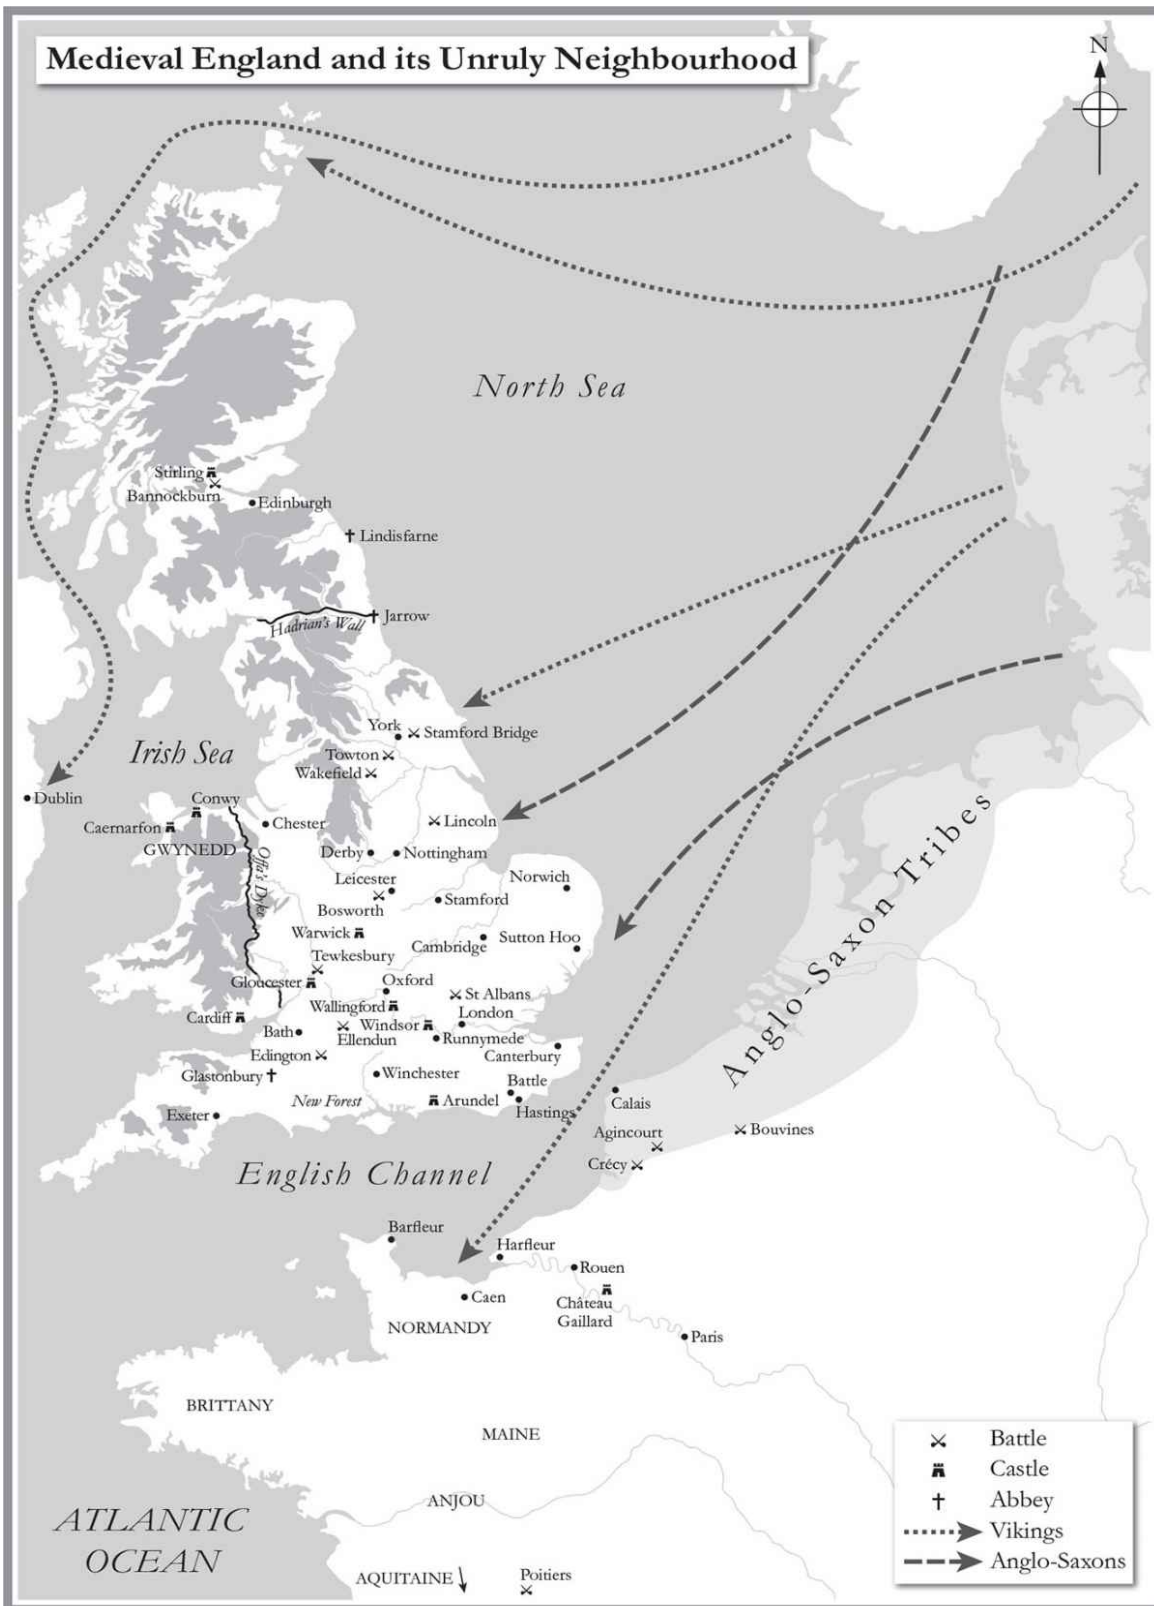 Medieval England and its Unruly Neighbourhood
N
North Sea
Stirling
Bannockburn
Edinburgh
Lindisfarne
Jarrow
Hadrian's Wall
York
Stamford Bridge
Towton
Wakefield
Irish Sea
Dublin
Conwy
Caernarfon
Chester
Lincoln
GWYNEDD
Offa's Dyke
Derby
Nottingham
Leicester
Norwich
Bosworth
Stamford
Warwick
Cambridge
Sutton Hoo
Tewkesbury
Gloucester
Oxford
St Albans
Wallingford
London
Cardiff
Windsor
Bath
Ellendun
Runnymede
Canterbury
Edington
Glastonbury
Winchester
Battle
New Forest
Arundel
Hastings
Exeter
Calais
Anglo-Saxon Tribes
Agincourt
Bouvines
Crécy
English Channel
Barfleur
Harfleur
Rouen
Caen
Château
Gaillard
NORMANDY
Paris
BRITTANY
MAINE
ANJOU
ATLANTIC
OCEAN
AQUITAINE
Poitiers
Battle
Castle
Abbey
Vikings
Anglo-Saxons